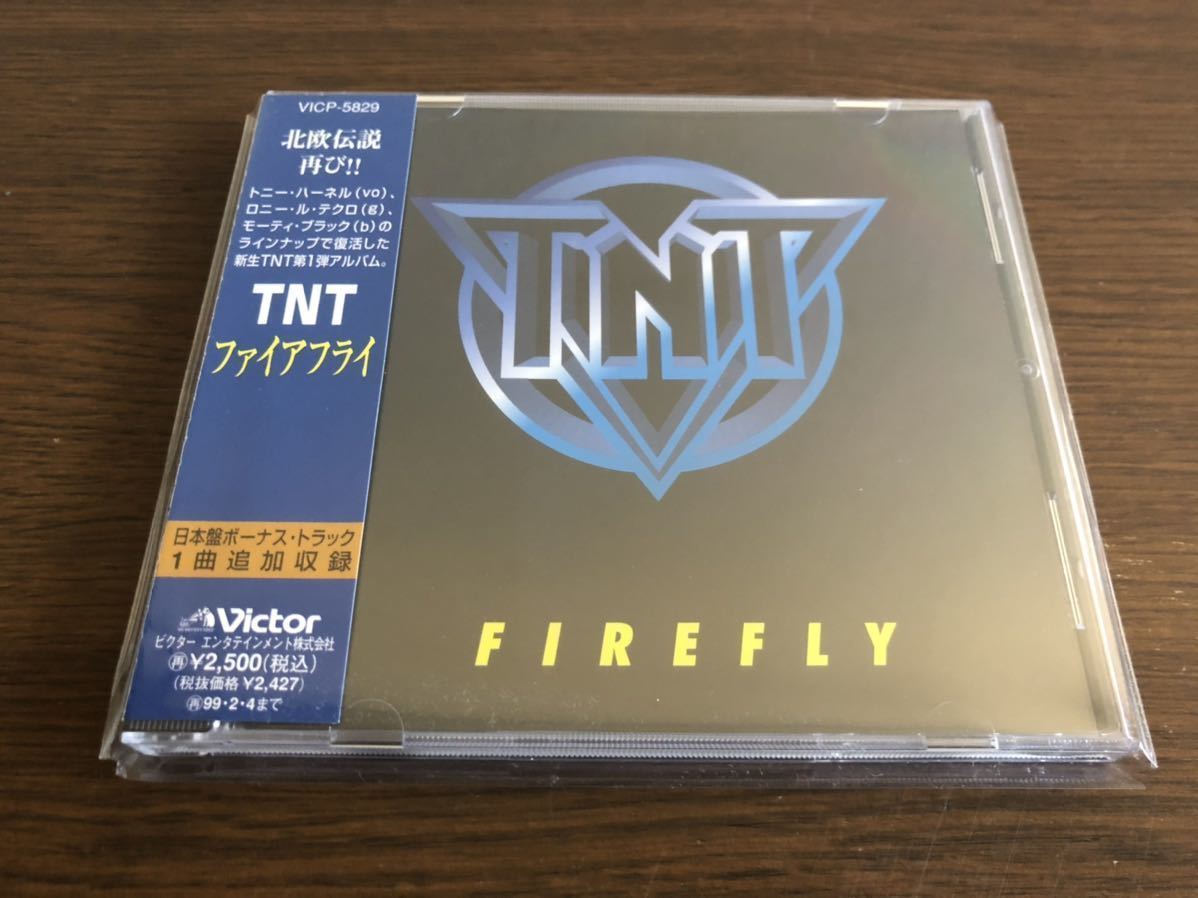 VICP-5829
北欧伝説
再び!!
トニー・ハーネル(vo)、
ロニー・ル・テクロ(g)、
モーティ・ブラック(b)の
ラインナップで復活した
新生TNT第1弾アルバム。
TNT
ファイアフライ
日本盤ボーナス・トラック
1曲追加収録
Victor
ビクター エンタテインメント株式会社
再¥2,500(税込)
(税抜価格 ¥2,427)
再99・2・4まで
TNT
FIREFLY